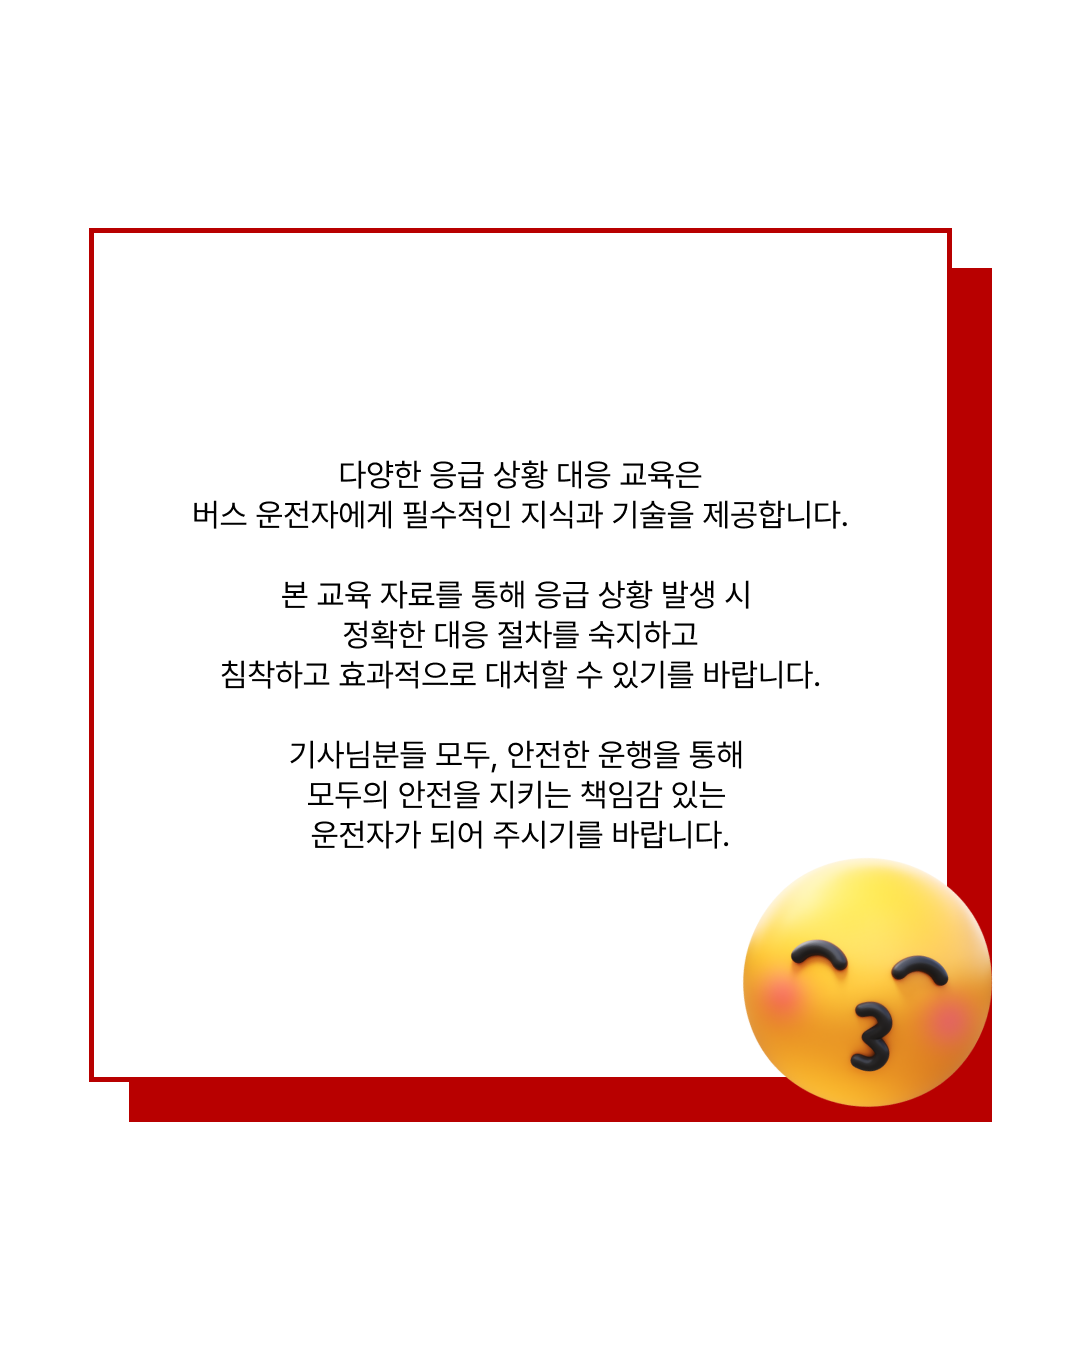 다양한 응급 상황 대응 교육은
버스 운전자에게 필수적인 지식과 기술을 제공합니다.
본 교육 자료를 통해 응급 상황 발생 시
정확한 대응 절차를 숙지하고
침착하고 효과적으로 대처할 수 있기를 바랍니다.
기사님분들 모두, 안전한 운행을 통해
모두의 안전을 지키는 책임감 있는
운전자가 되어 주시기를 바랍니다.